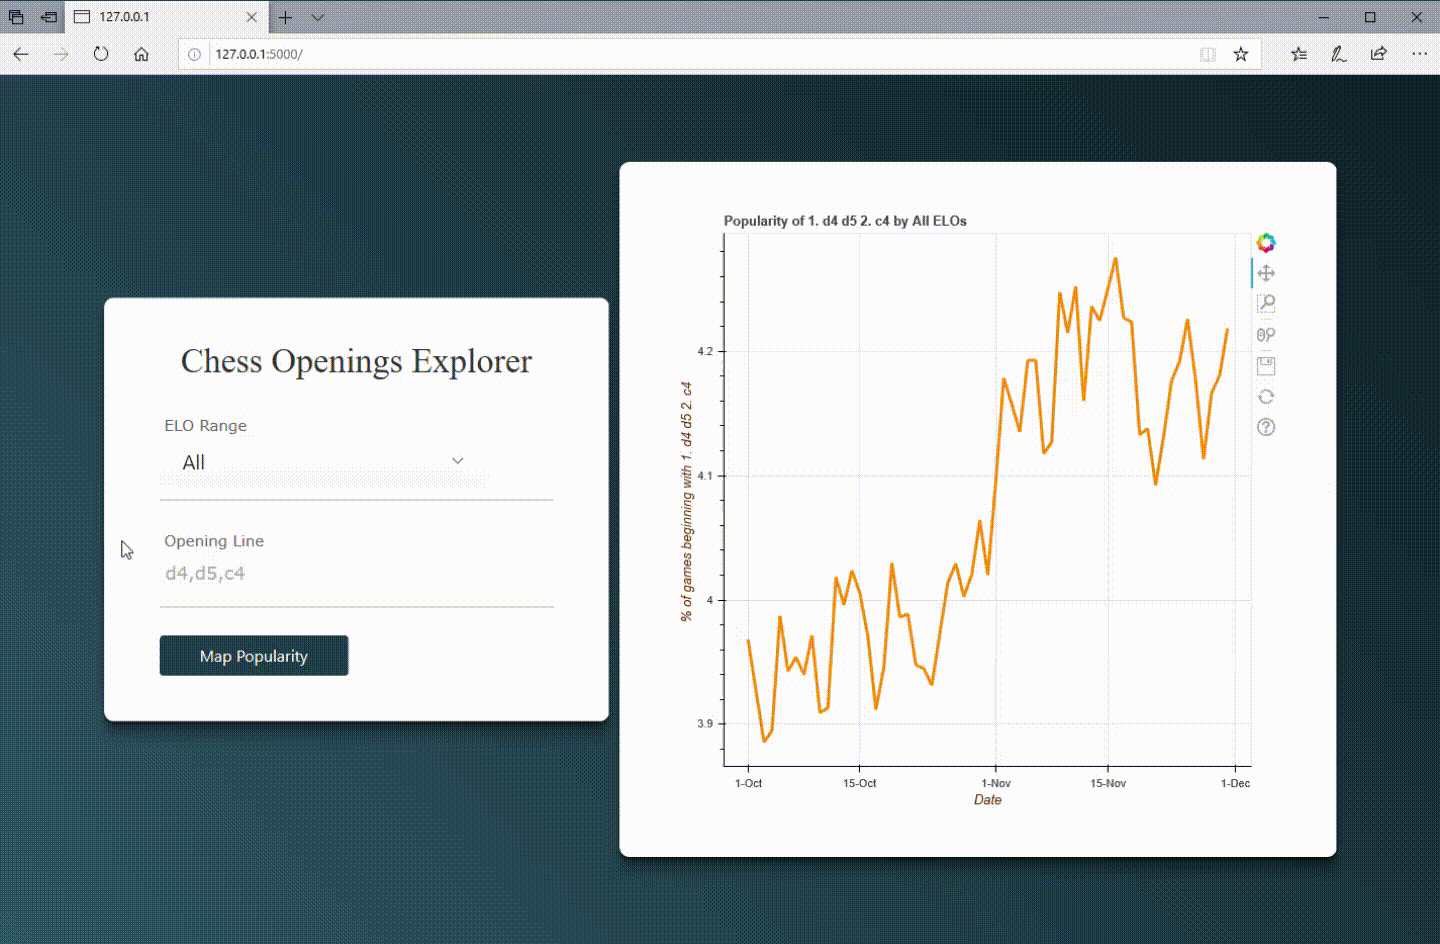 127.0.0.1
127.0.0.1:5000/
Chess Openings Explorer
ELO Range
All
Opening Line
d4,d5,c4
Map Popularity
Popularity of 1. d4 d5 2. c4 by All ELOs
% of games beginning with 1. d4 d5 2. c4
4.2
4.1
4
3.9
1-Oct
15-Oct
1-Nov
15-Nov
1-Dec
Date